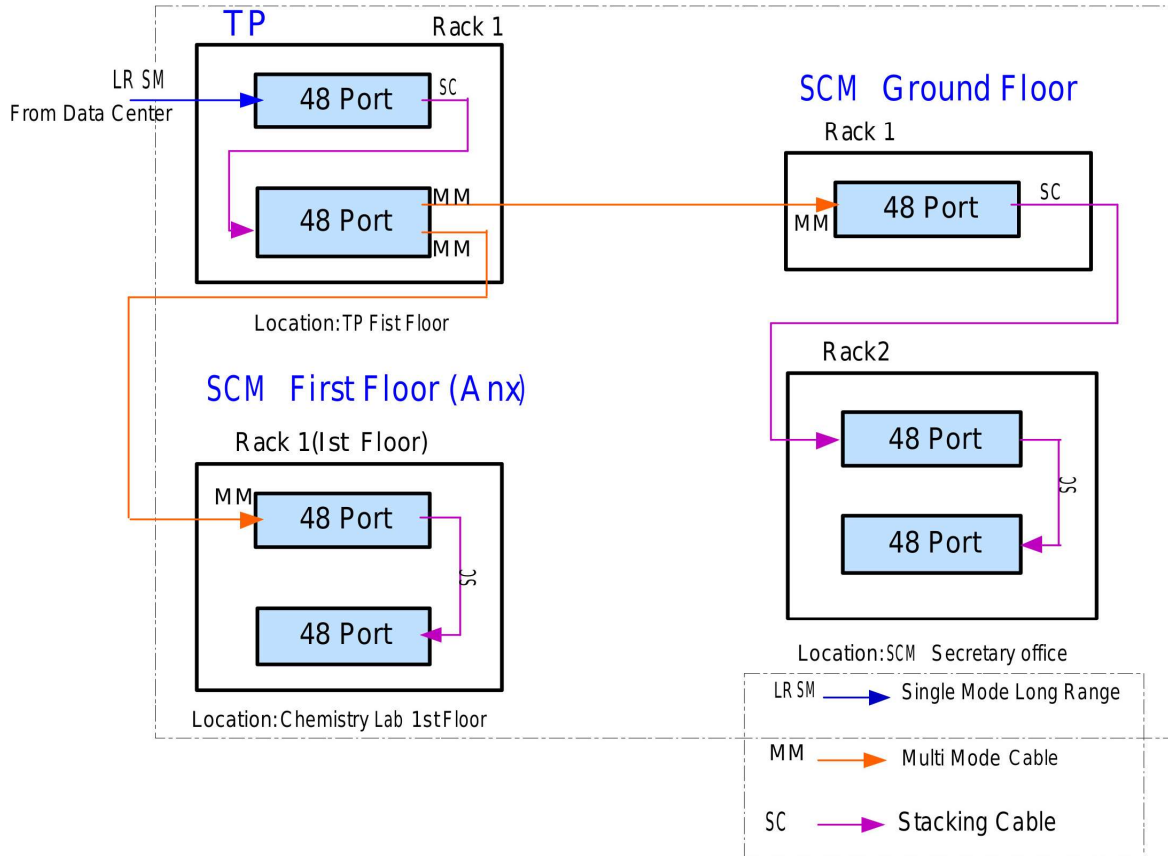 TP
Rack 1
LR SM
From Data Center
48 Port
SC
48 Port
MM
MM
Location:TP Fist Floor
SCM Ground Floor
Rack 1
48 Port
SC
MM
Rack2
48 Port
SC
48 Port
Location:SCM Secretary office
SCM First Floor (Anx)
Rack 1(Ist Floor)
MM
48 Port
SC
48 Port
Location:Chemistry Lab 1st Floor
LR SM Single Mode Long Range
MM Multi Mode Cable
SC Stacking Cable